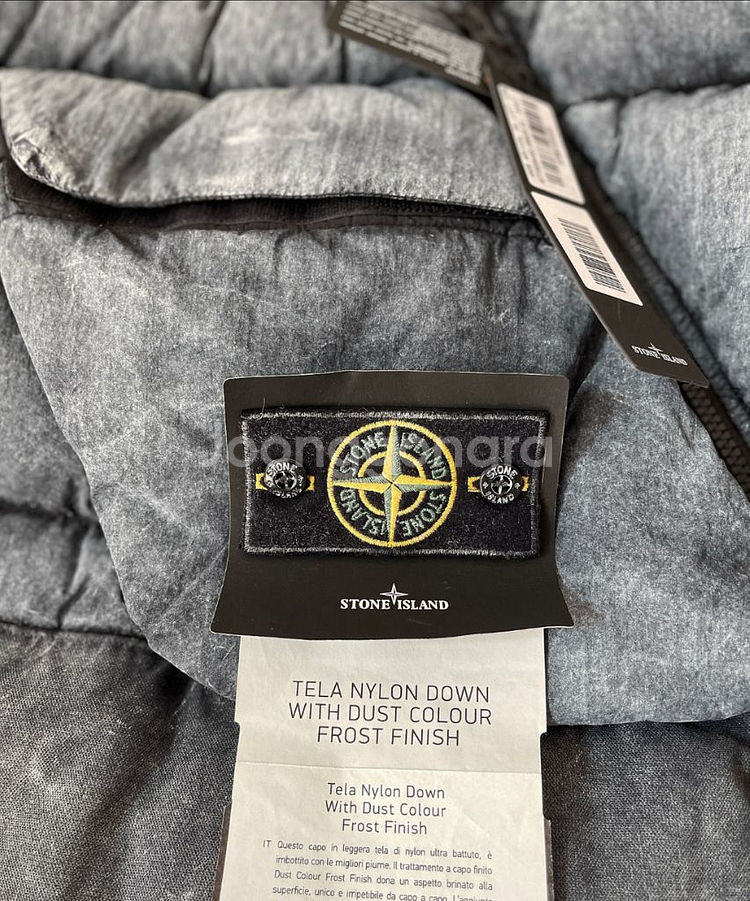 STONE ISLAND
Joonggonara
STONE ISLAND
STONE ISLAND
STONE ISLAND
STONE ISLAND
STONE ISLAND
TELA NYLON DOWN
WITH DUST COLOUR
FROST FINISH
Tela Nylon Down
With Dust Colour
Frost Finish
IT Questo capo in leggera tela di nylon ultra battuto, è
imbottito con le migliori piume. Il trattamento a capo finito
Dust Colour Frost Finish dona un aspetto brinato alla
superficie, unico e irripetibile da capo a capo. L'aggiunta